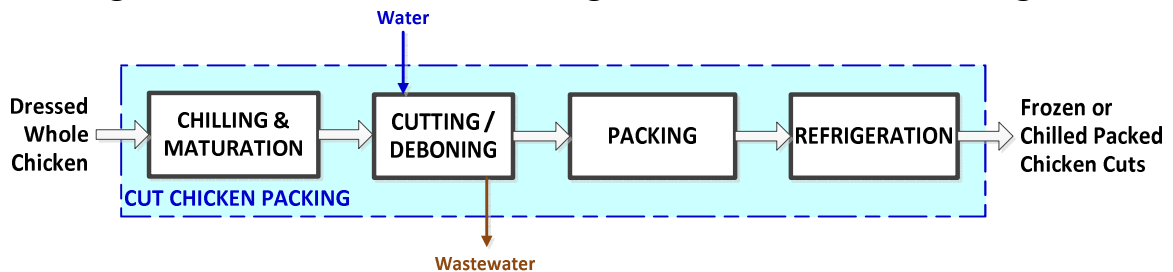 Water
Dressed
Whole
Chicken
CHILLING &
MATURATION
CUTTING /
DEBONING
PACKING
REFRIGERATION
Frozen or
Chilled Packed
Chicken Cuts
CUT CHICKEN PACKING
Wastewater